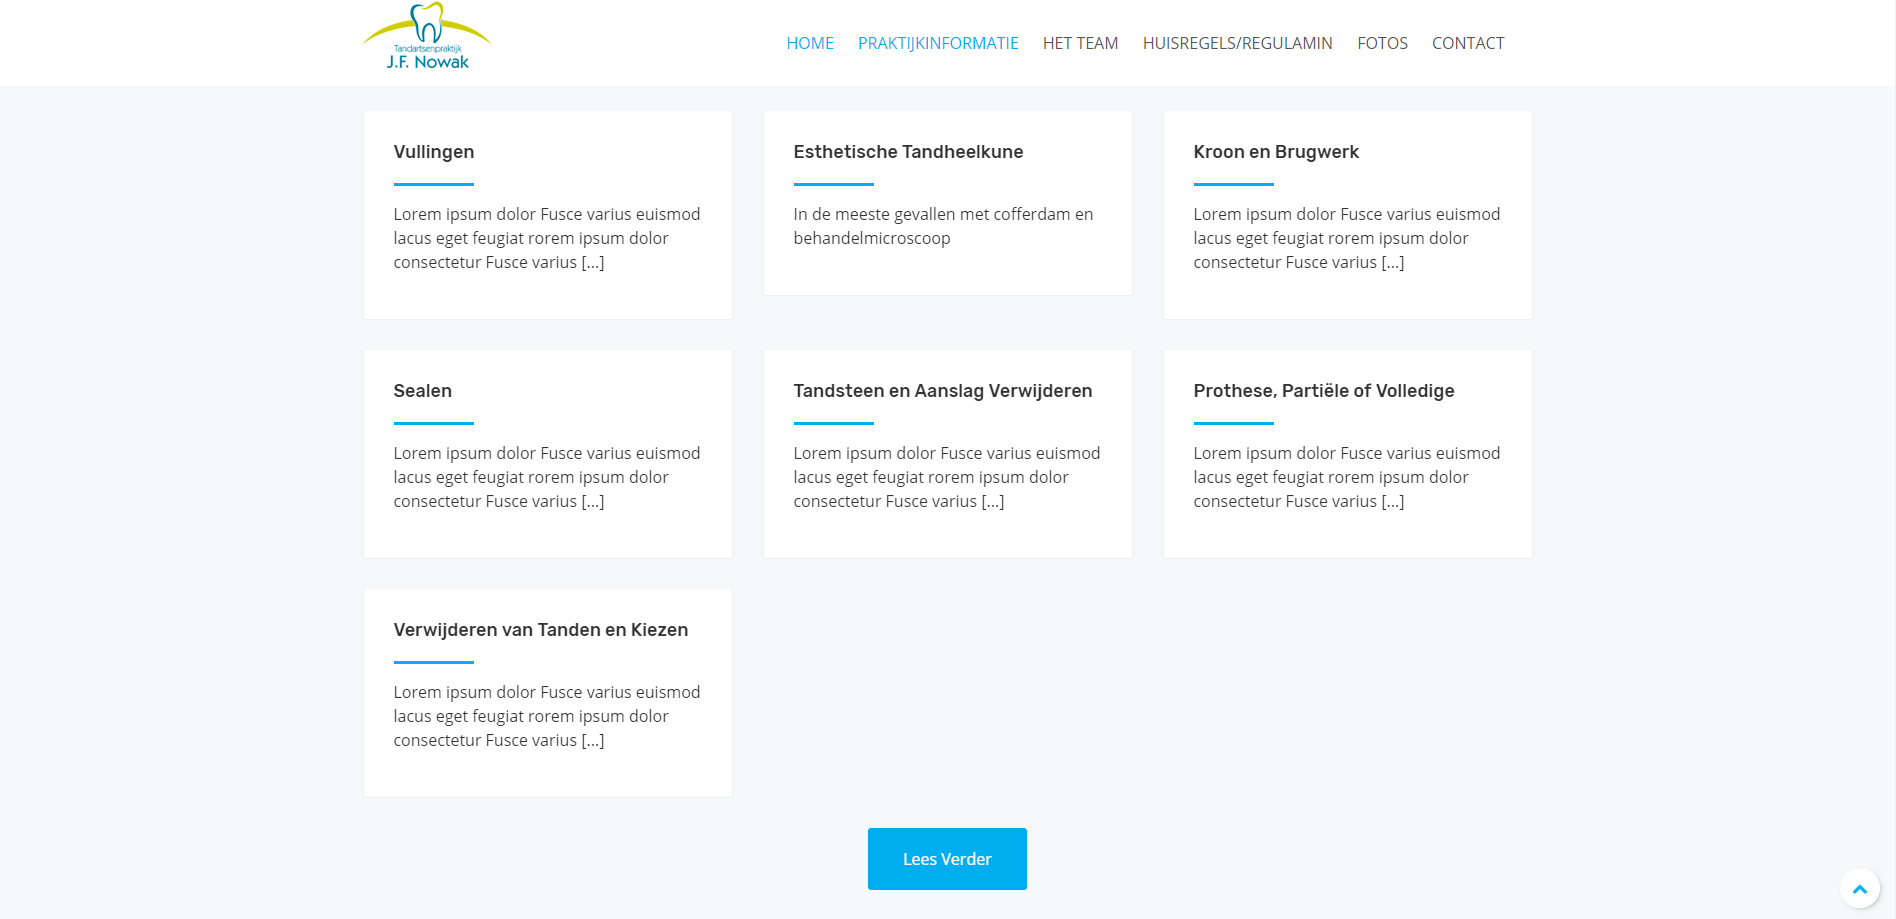 Tandartsenpraktijk
J.F. Nowak
HOME PRAKTIJKINFORMATIE HET TEAM HUISREGELS/REGULAMIN FOTOS CONTACT
Vullingen
Lorem ipsum dolor Fusce varius euismod
lacus eget feugiat rorem ipsum dolor
consectetur Fusce varius [...]
Esthetische Tandheelkune
In de meeste gevallen met cofferdam en
behandelmicroscoop
Kroon en Brugwerk
Lorem ipsum dolor Fusce varius euismod
lacus eget feugiat rorem ipsum dolor
consectetur Fusce varius [...]
Sealen
Lorem ipsum dolor Fusce varius euismod
lacus eget feugiat rorem ipsum dolor
consectetur Fusce varius [...]
Tandsteen en Aanslag Verwijderen
Lorem ipsum dolor Fusce varius euismod
lacus eget feugiat rorem ipsum dolor
consectetur Fusce varius [...]
Prothese, Partiële of Volledige
Lorem ipsum dolor Fusce varius euismod
lacus eget feugiat rorem ipsum dolor
consectetur Fusce varius [...]
Verwijderen van Tanden en Kiezen
Lorem ipsum dolor Fusce varius euismod
lacus eget feugiat rorem ipsum dolor
consectetur Fusce varius [...]
Lees Verder